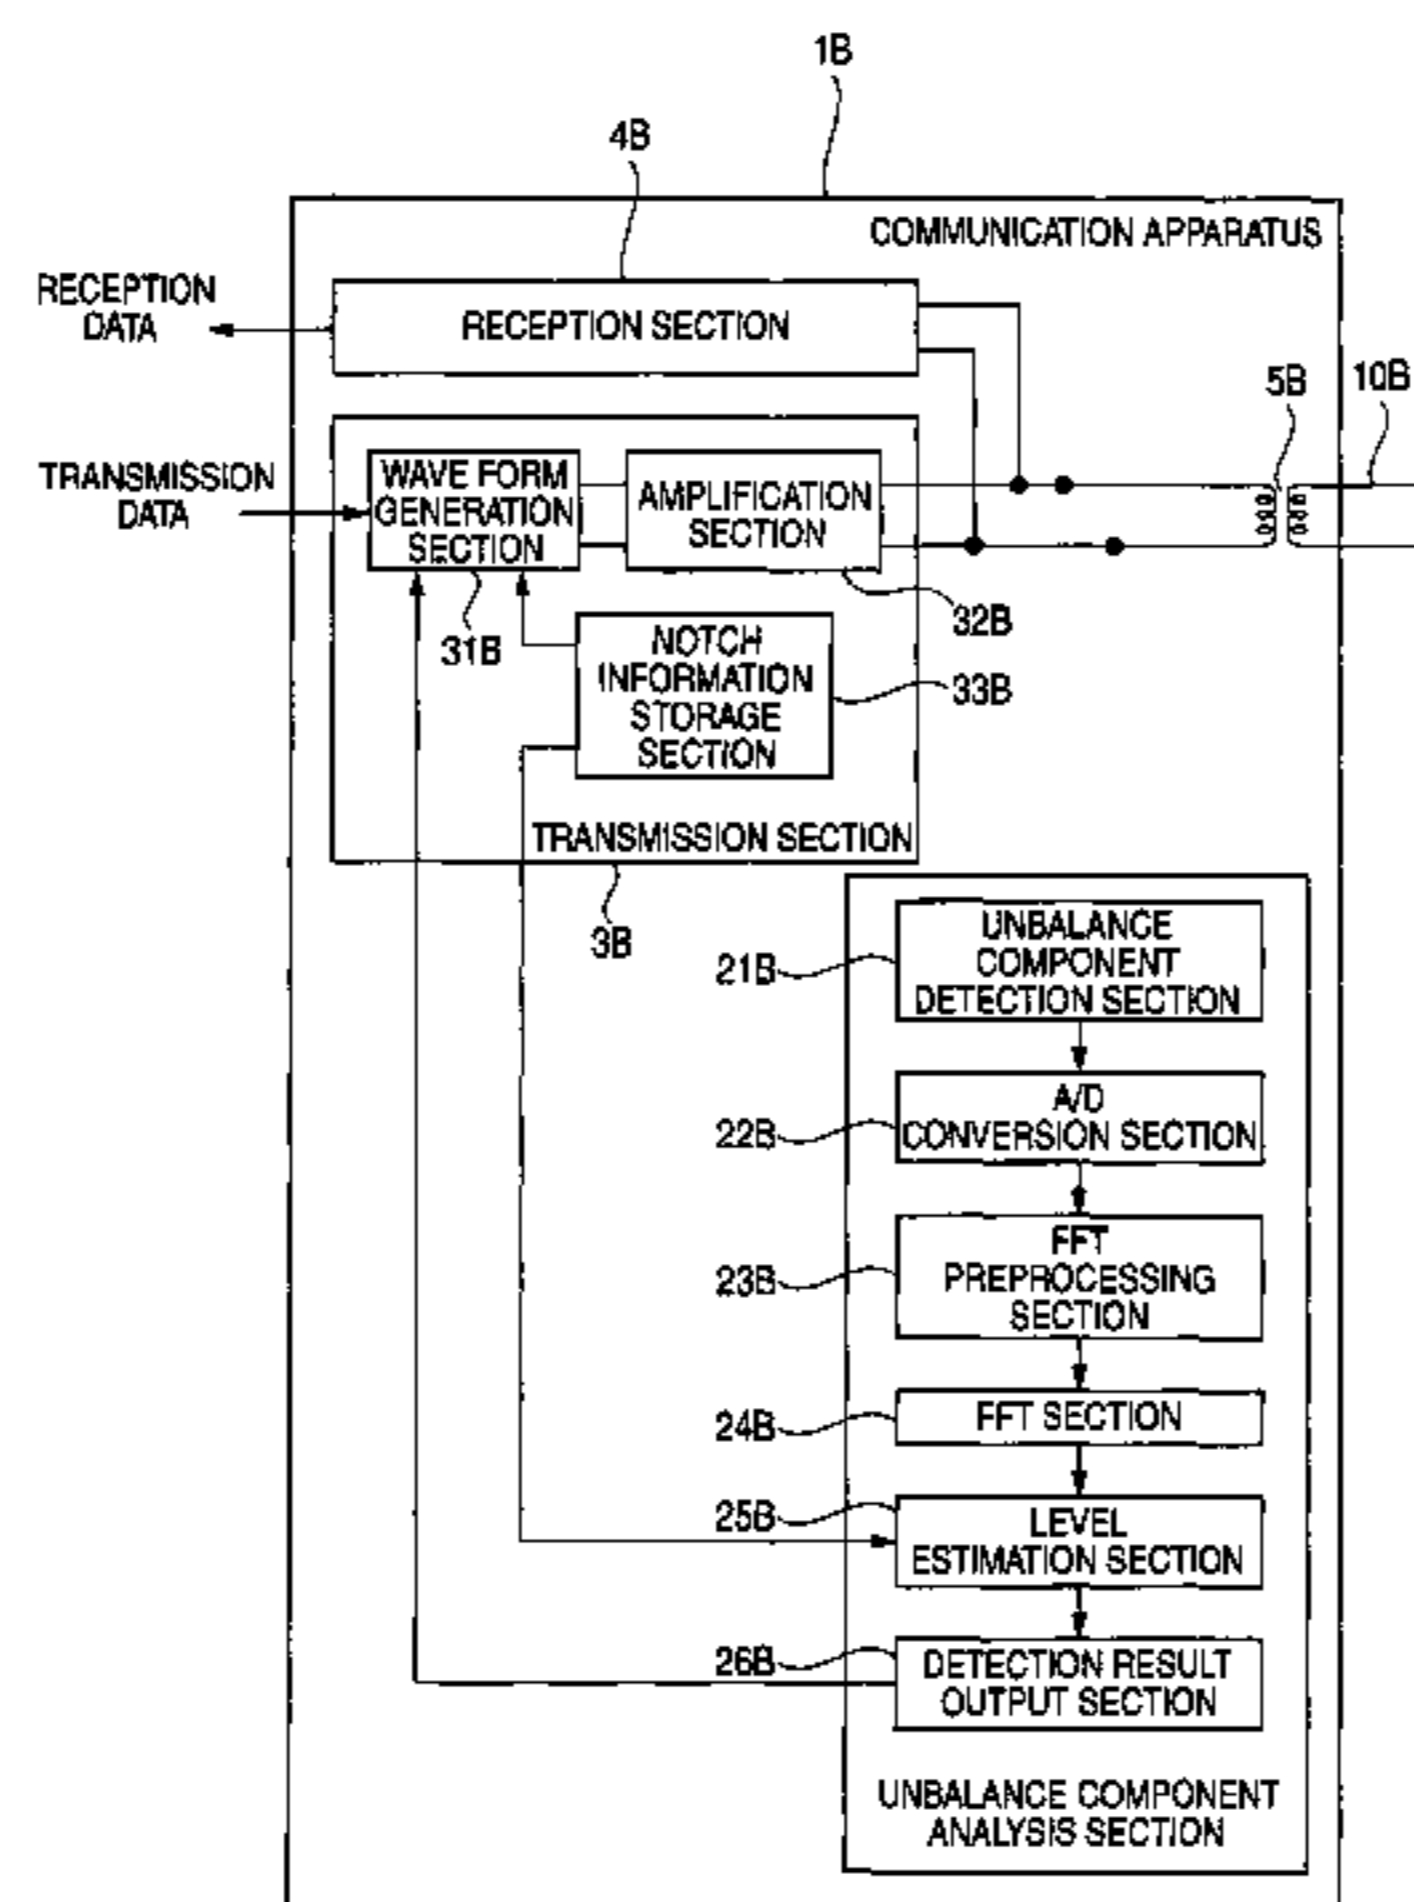 1B
4B
COMMUNICATION APPARATUS
RECEPTION
DATA
RECEPTION SECTION
5B
10B
TRANSMISSION
DATA
WAVE FORM
GENERATION
SECTION
AMPLIFICATION
SECTION
31B
32B
NOTCH
INFORMATION
STORAGE
SECTION
33B
TRANSMISSION SECTION
3B
UNBALANCE
COMPONENT
DETECTION SECTION
21B
A/D
CONVERSION SECTION
22B
FFT
PREPROCESSING
SECTION
23B
FFT SECTION
24B
LEVEL
ESTIMATION SECTION
25B
DETECTION RESULT
OUTPUT SECTION
26B
UNBALANCE COMPONENT
ANALYSIS SECTION